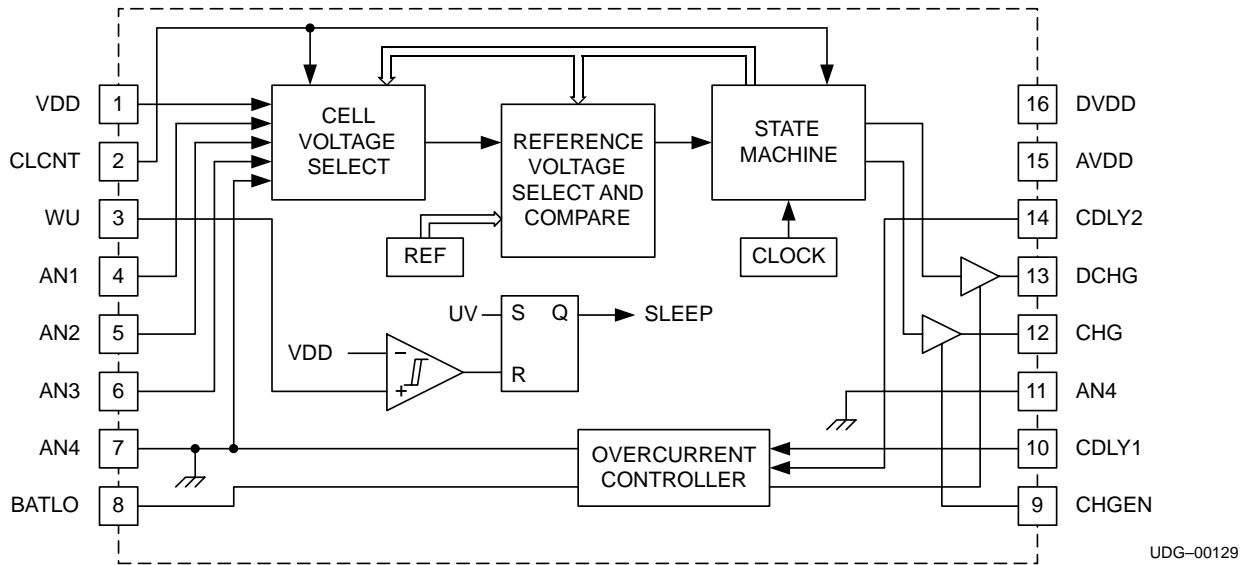 VDD 1
CLCNT 2
WU 3
AN1 4
AN2 5
AN3 6
AN4 7
BATLO 8
CELL
VOLTAGE
SELECT
REFERENCE
VOLTAGE
SELECT AND
COMPARE
STATE
MACHINE
REF
CLOCK
UV
S Q
R
SLEEP
VDD
–
+
OVERCURRENT
CONTROLLER
16 DVDD
15 AVDD
14 CDLY2
13 DCHG
12 CHG
11 AN4
10 CDLY1
9 CHGEN
UDG–00129